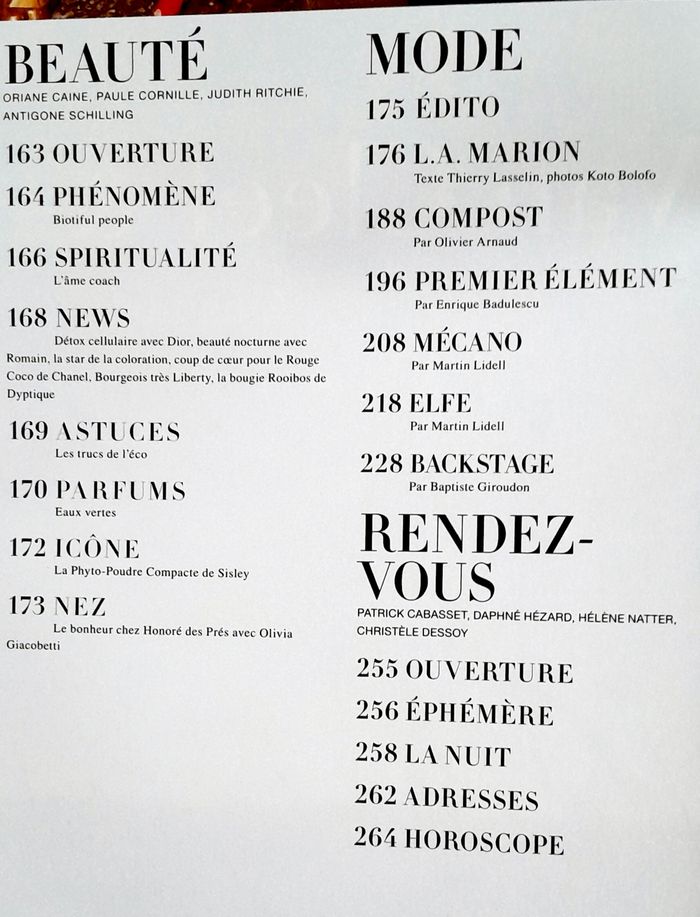 BEAUTÉ
ORIANE CAINE, PAULE CORNILLE, JUDITH RITCHIE,
ANTIGONE SCHILLING
163 OUVERTURE
164 PHÉNOMÈNE
Biotiful people
166 SPIRITUALITÉ
L'âme coach
168 NEWS
Détox cellulaire avec Dior, beauté nocturne avec
Romain, la star de la coloration, coup de cœur pour le Rouge
Coco de Chanel, Bourgeois très Liberty, la bougie Rooibos de
Dyptique
169 ASTUCES
Les trucs de l'éco
170 PARFUMS
Eaux vertes
172 ICÔNE
La Phyto-Poudre Compacte de Sisley
173 NEZ
Le bonheur chez Honoré des Prés avec Olivia
Giacobetti
MODE
175 ÉDITO
176 L.A. MARION
Texte Thierry Lasselin, photos Koto Bolofo
188 COMPOST
Par Olivier Arnaud
196 PREMIER ÉLÉMENT
Par Enrique Badulescu
208 MÉCANO
Par Martin Lidell
218 ELFE
Par Martin Lidell
228 BACKSTAGE
Par Baptiste Giroudon
RENDEZ-
VOUS
PATRICK CABASSET, DAPHNÉ HÉZARD, HÉLÈNE NATTER,
CHRISTÈLE DESSOY
255 OUVERTURE
256 ÉPHÉMÈRE
258 LA NUIT
262 ADRESSES
264 HOROSCOPE